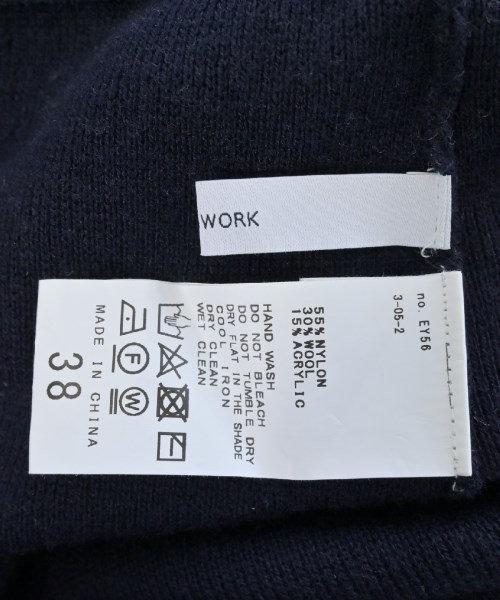 WORK
no. EY56
3-05-2
55% NYLON
30% WOOL
15% ACRYLIC
HAND WASH
DO NOT BLEACH
DO NOT TUMBLE DRY
DRY FLAT IN THE SHADE
COOL IRON
DRY CLEAN
WET CLEAN
F
W
MADE IN CHINA
38